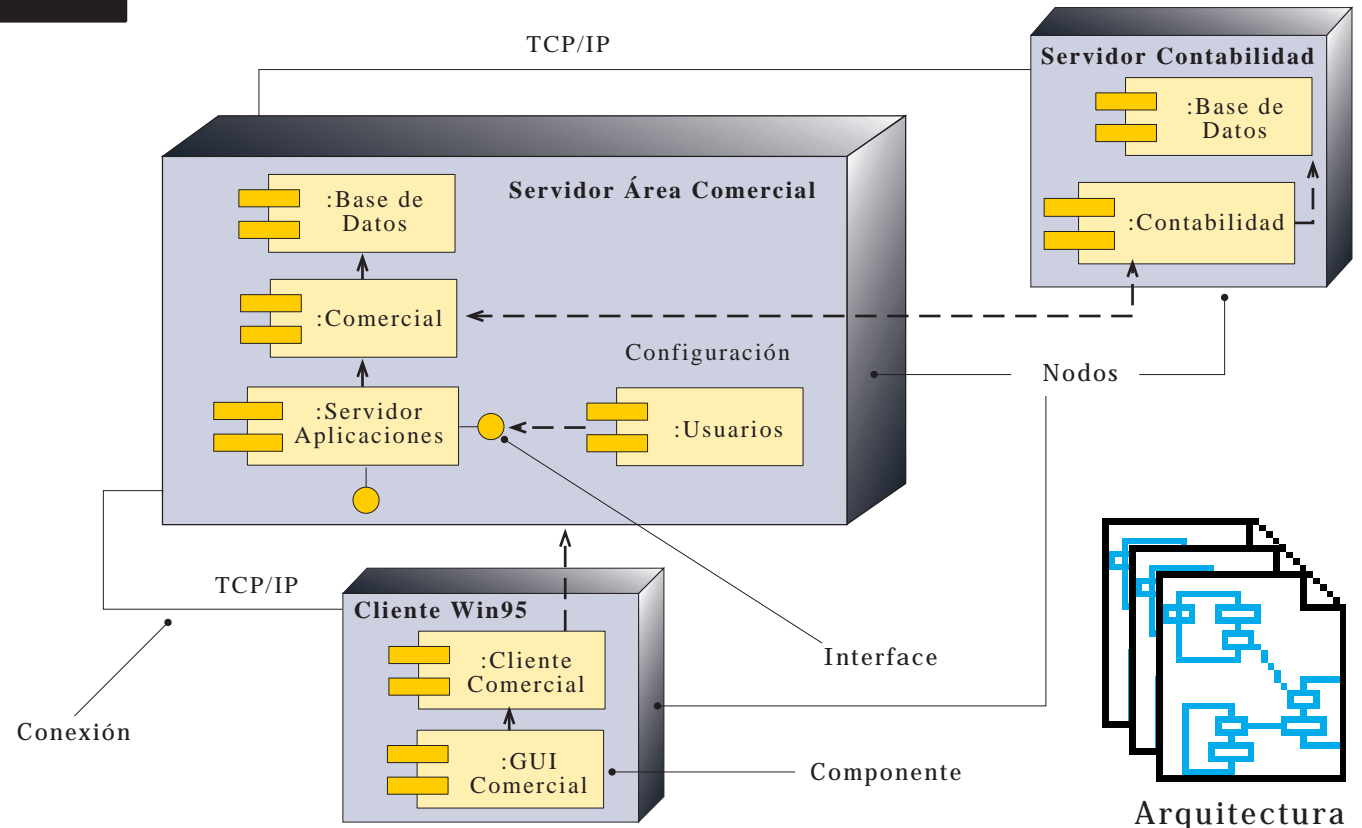 TCP/IP
Servidor Contabilidad
:Base de
Datos
:Contabilidad
Servidor Área Comercial
:Base de
Datos
:Comercial
Configuración
:Servidor
Aplicaciones
:Usuarios
Nodos
TCP/IP
Cliente Win95
:Cliente
Comercial
Interface
Conexión
:GUI
Comercial
Componente
Arquitectura